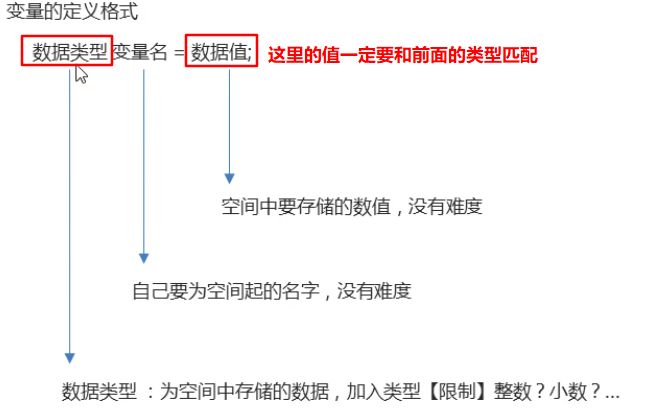 变量的定义格式
数据类型 变量名 = 数据值; 这里的值一定要和前面的类型匹配
空间中要存储的数值，没有难度
自己要为空间起的名字，没有难度
数据类型 ：为空间中存储的数据，加入类型【限制】整数？小数？...